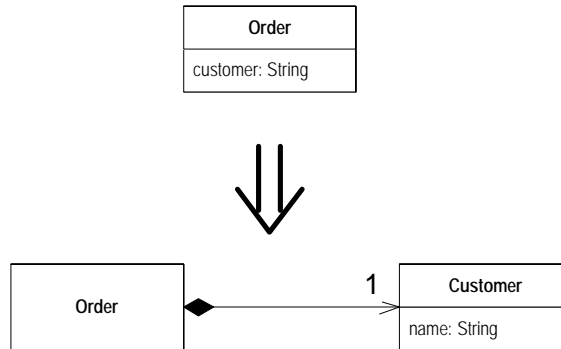 Order
customer: String
1
Customer
Order
name: String